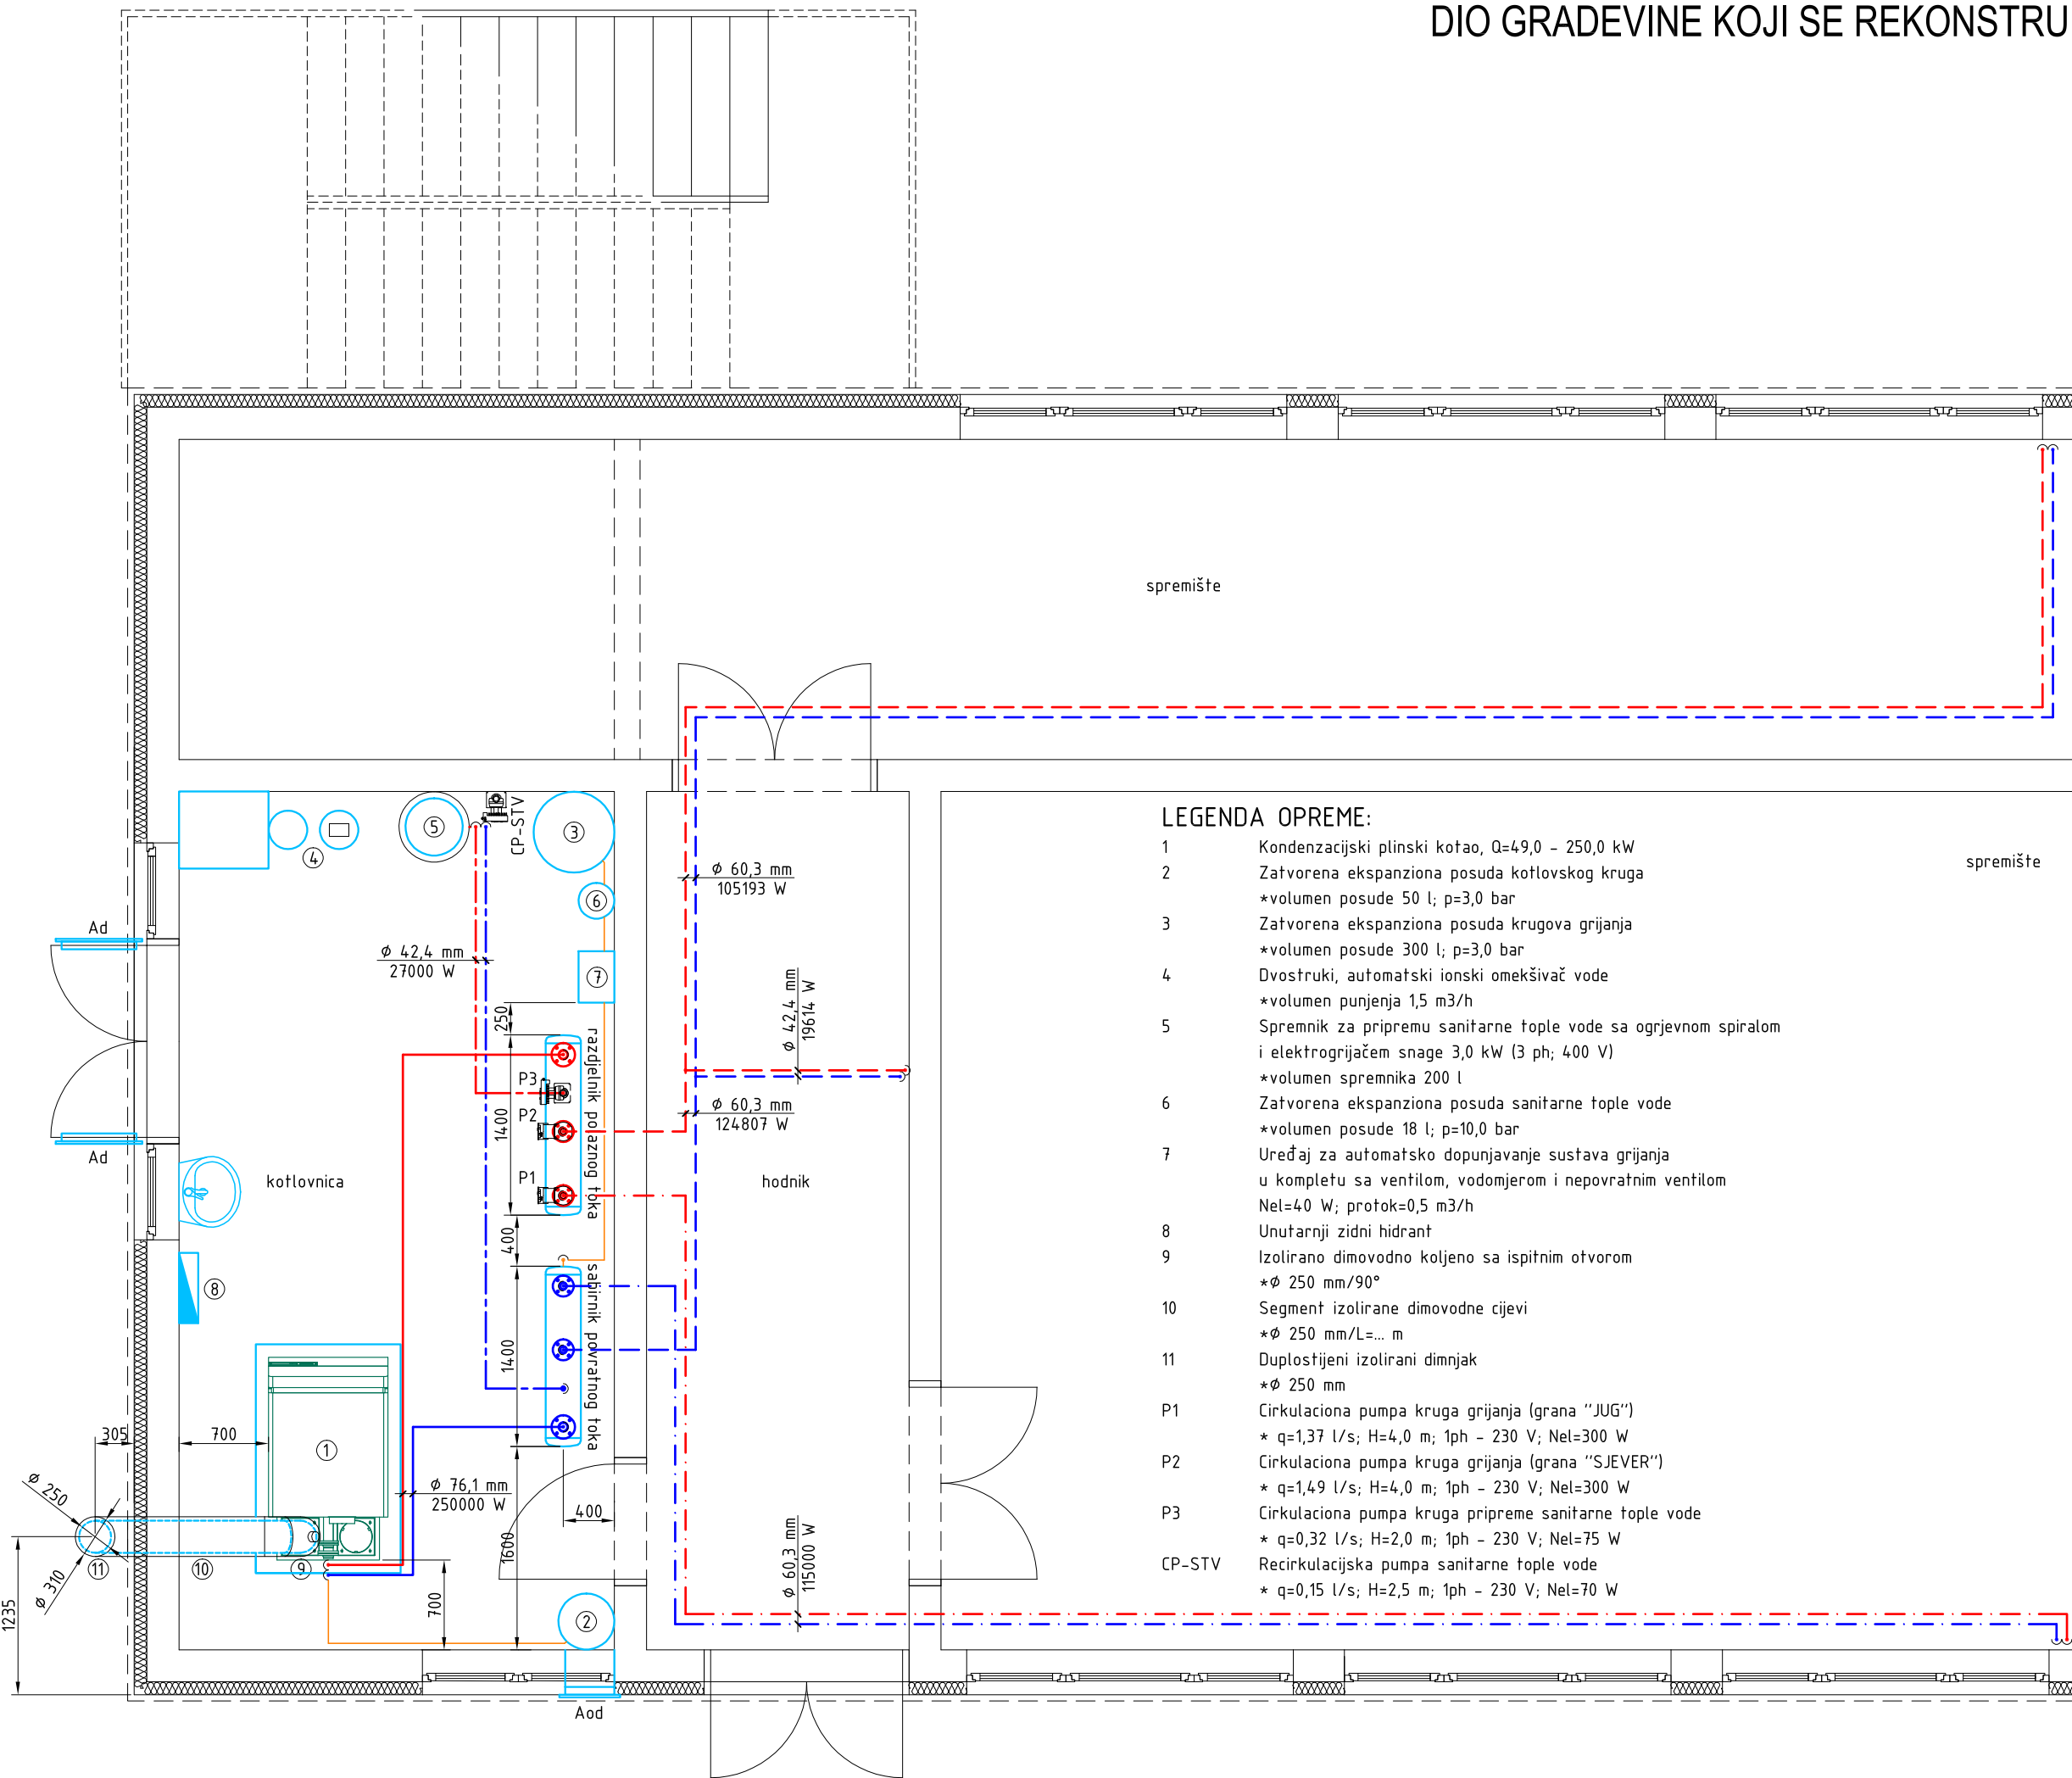 DIO GRAĐEVINE KOJI SE REKONSTRU
spremište
spremište
LEGENDA OPREME:
1 Kondenzacijski plinski kotao, Q=49,0 - 250,0 kW
2 Zatvorena ekspanziona posuda kotlovskog kruga
*volumen posude 50 l; p=3,0 bar
3 Zatvorena ekspanziona posuda krugova grijanja
*volumen posude 300 l; p=3,0 bar
4 Dvostruki, automatski ionski omekšivač vode
*volumen punjenja 1,5 m3/h
5 Spremnik za pripremu sanitarne tople vode sa ogrjevnom spiralom
i elektrogrijačem snage 3,0 kW (3 ph; 400 V)
*volumen spremnika 200 l
6 Zatvorena ekspanziona posuda sanitarne tople vode
*volumen posude 18 l; p=10,0 bar
7 Uređaj za automatsko dopunjavanje sustava grijanja
u kompletu sa ventilom, vodomjerom i nepovratnim ventilom
Nel=40 W; protok=0,5 m3/h
8 Unutarnji zidni hidrant
9 Izolirano dimovodno koljeno sa ispitnim otvorom
*Ø 250 mm/90°
10 Segment izolirane dimovodne cijevi
*Ø 250 mm/L=... m
11 Duplostijeni izolirani dimnjak
*Ø 250 mm
P1 Cirkulaciona pumpa kruga grijanja (grana ''JUG'')
* q=1,37 l/s; H=4,0 m; 1ph - 230 V; Nel=300 W
P2 Cirkulaciona pumpa kruga grijanja (grana ''SJEVER'')
* q=1,49 l/s; H=4,0 m; 1ph - 230 V; Nel=300 W
P3 Cirkulaciona pumpa kruga pripreme sanitarne tople vode
* q=0,32 l/s; H=2,0 m; 1ph - 230 V; Nel=75 W
CP-STV Recirkulacijska pumpa sanitarne tople vode
* q=0,15 l/s; H=2,5 m; 1ph - 230 V; Nel=70 W
4
5
CP-STV
3
6
7
Ø 60,3 mm
105193 W
Ad
Ø 42,4 mm
27000 W
Ø 42,4 mm
19614 W
250
razdjelnik polaznog toka
P3
P2
P1
1400
Ø 60,3 mm
124807 W
Ad
kotlovnica
hodnik
400
8
sabirnik povratnog toka
1400
305
700
1
Ø 76,1 mm
250000 W
400
Ø 250
Ø 310
11
10
9
1235
700
1600
2
Ø 60,3 mm
115000 W
Aod